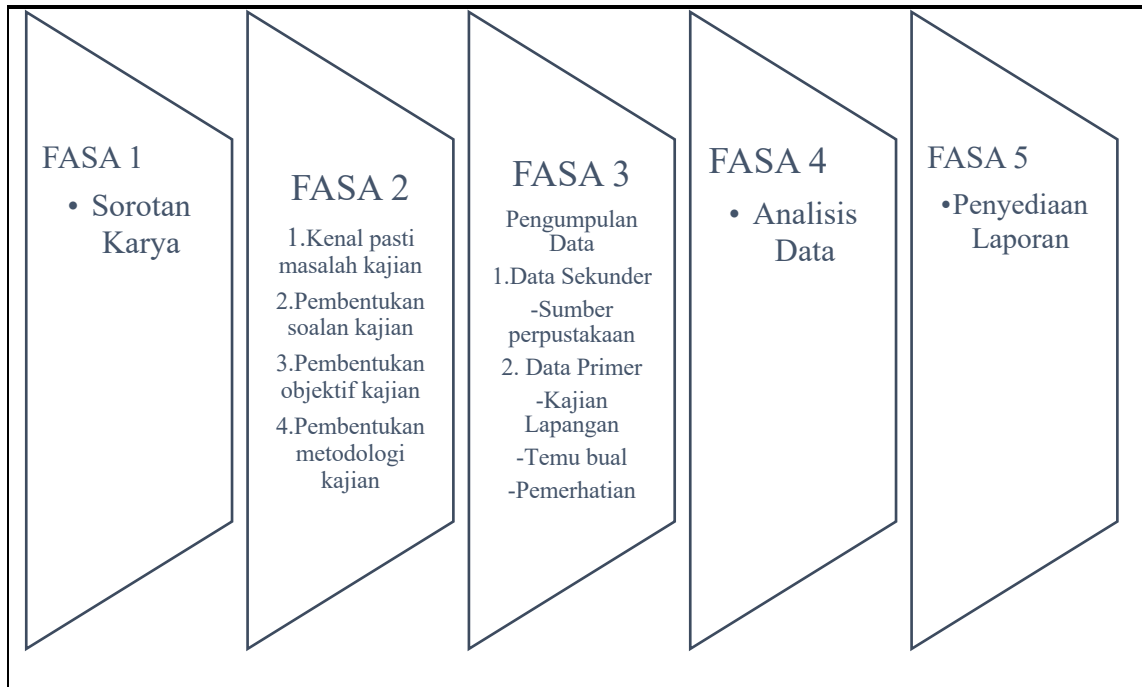 FASA 1
• Sorotan
Karya
FASA 2
1.Kenal pasti
masalah kajian
2.Pembentukan
soalan kajian
3.Pembentukan
objektif kajian
4.Pembentukan
metodologi
kajian
FASA 3
Pengumpulan
Data
1.Data Sekunder
-Sumber
perpustakaan
2. Data Primer
-Kajian
Lapangan
-Temu bual
-Pemerhatian
FASA 4
• Analisis
Data
FASA 5
•Penyediaan
Laporan